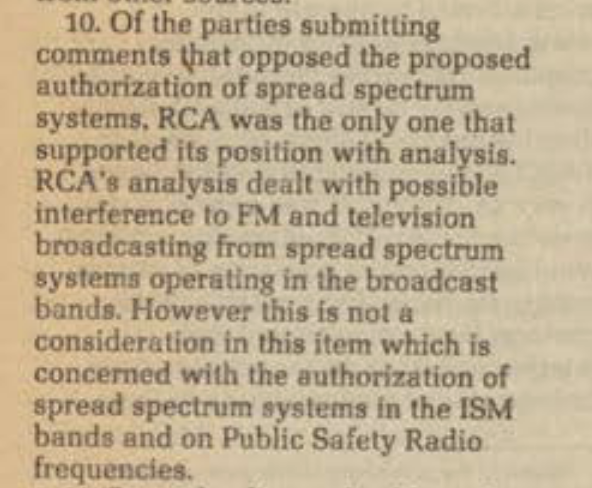 10. Of the parties submitting
comments that opposed the proposed
authorization of spread spectrum
systems, RCA was the only one that
supported its position with analysis.
RCA's analysis dealt with possible
interference to FM and television
broadcasting from spread spectrum
systems operating in the broadcast
bands. However this is not a
consideration in this item which is
concerned with the authorization of
spread spectrum systems in the ISM
bands and on Public Safety Radio
frequencies.